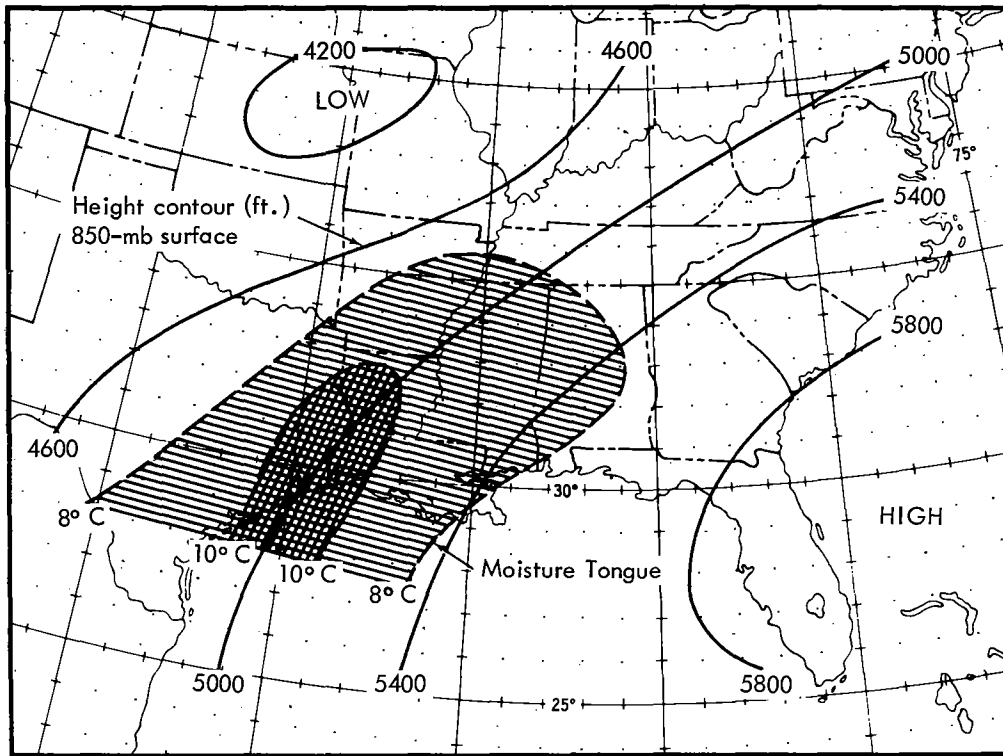 4200
4600
5000
LOW
75°
Height contour (ft.)
850-mb surface
5400
5800
4600
30°
8° C
HIGH
10° C
10° C
8° C
Moisture Tongue
5000
5400
25°
5800